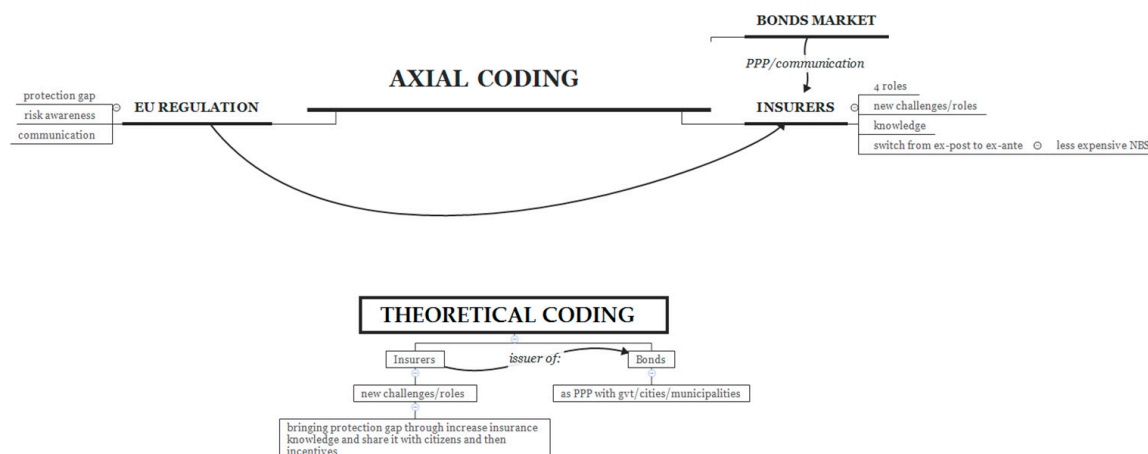 BONDS MARKET
PPP/communication
AXIAL CODING
protection gap
risk awareness
communication
EU REGULATION
INSURERS
4 roles
new challenges/roles
knowledge
switch from ex-post to ex-ante
less expensive NBS
THEORETICAL CODING
Insurers
issuer of:
Bonds
new challenges/roles
as PPP with gvt/cities/municipalities
bringing protection gap through increase insurance
knowledge and share it with citizens and then
incentives